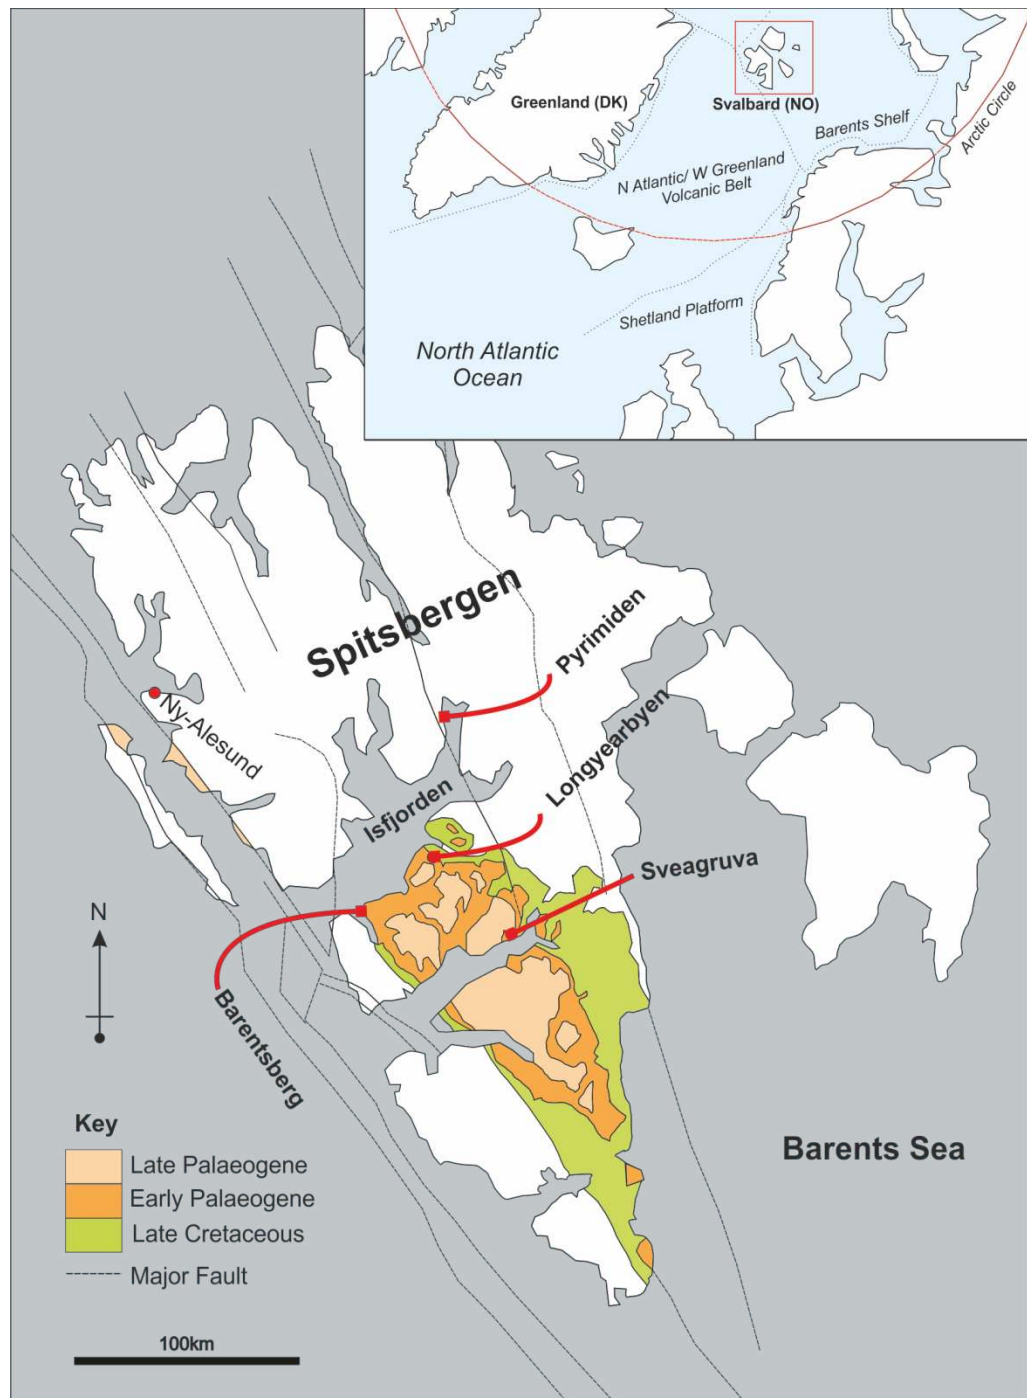 Greenland (DK)
Svalbard (NO)
Barents Shelf
Arctic Circle
N Atlantic/ W Greenland
Volcanic Belt
Shetland Platform
North Atlantic
Ocean
Spitsbergen
Pyrimiden
Ny-Alesund
Longyearbyen
Isfjorden
Sveagruva
N
Barentsberg
Barents Sea
Key
Late Palaeogene
Early Palaeogene
Late Cretaceous
Major Fault
100km